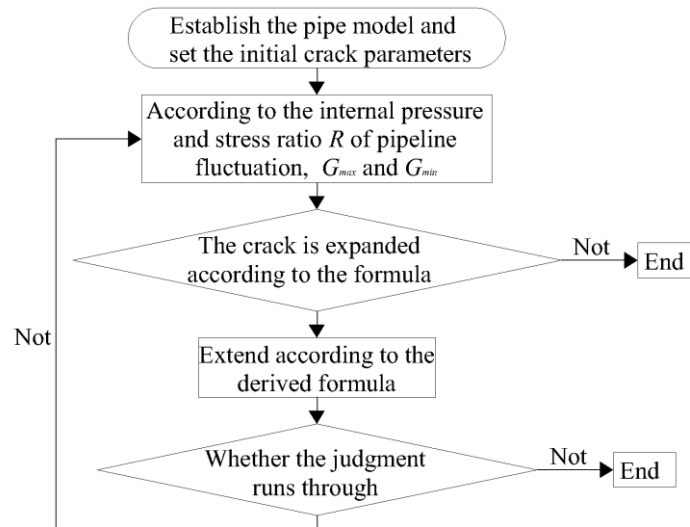 Establish the pipe model and
set the initial crack parameters
According to the internal pressure
and stress ratio R of pipeline
fluctuation, Gmax and Gmin
The crack is expanded
according to the formula
Not
End
Not
Extend according to the
derived formula
Whether the judgment
runs through
Not
End